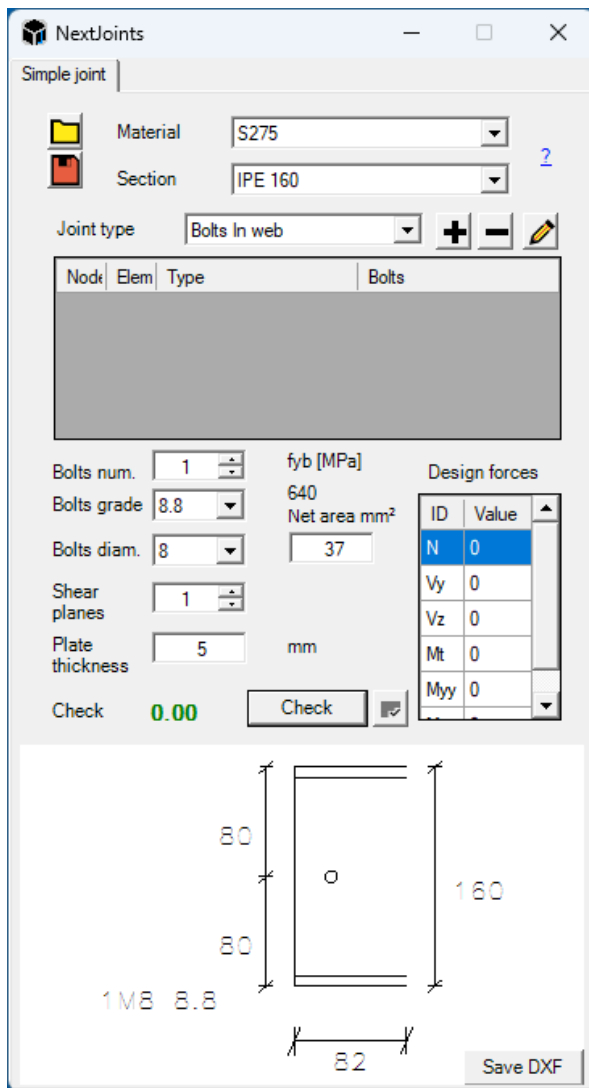 NextJoints
Simple joint
Material S275
Section IPE 160
?
Joint type Bolts In web
Node Elem Type Bolts
Bolts num. 1
fyb [MPa]
Design forces
Bolts grade 8.8
640
Net area mm²
Bolts diam. 8
37
ID Value
N 0
Vy 0
Vz 0
Mt 0
Myy 0
Shear
planes 1
Plate
thickness 5 mm
Check 0.00 Check
80
160
80
1M8 8.8
82
Save DXF